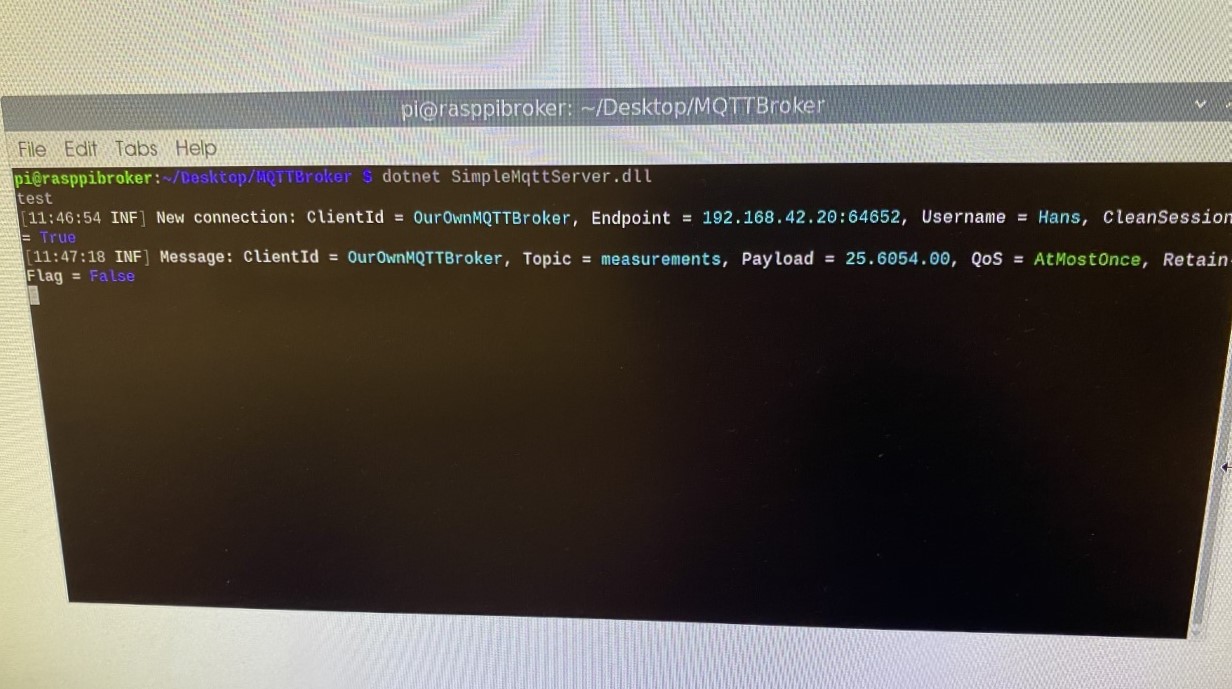 pi@rasppibroker: ~/Desktop/MQTTBroker
File Edit Tabs Help
pi@rasppibroker:~/Desktop/MQTTBroker $ dotnet SimpleMqttServer.dll
test
[11:46:54 INF] New connection: ClientId = OurOwnMQTTBroker, Endpoint = 192.168.42.20:64652, Username = Hans, CleanSession
= True
[11:47:18 INF] Message: ClientId = OurOwnMQTTBroker, Topic = measurements, Payload = 25.6054.00, QoS = AtMostOnce, Retain-
Flag = False